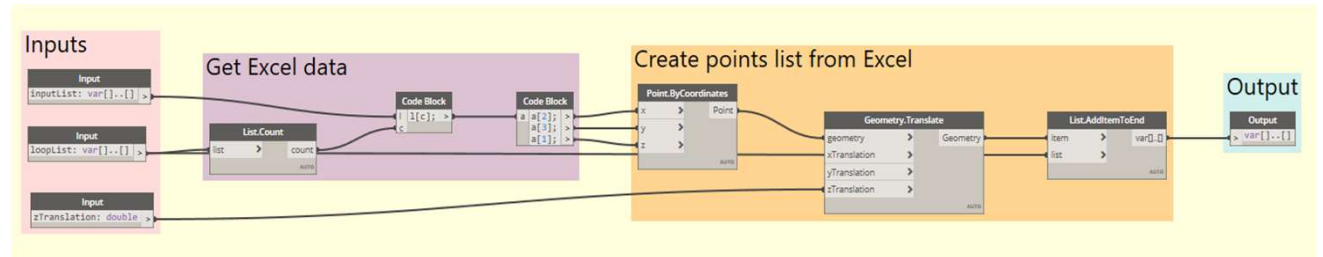 Inputs
Input
inputList: var[]..[] >
Input
loopList: var[]..[] >
Input
zTranslation: double >
Get Excel data
List.Count
list > count
AUTO
Code Block
l l[c]; >
c
Code Block
a a[2]; >
a[3]; >
a[1]; >
Create points list from Excel
Point.ByCoordinates
x > Point
y >
z >
AUTO
Geometry.Translate
geometry > Geometry
xTranslation >
yTranslation >
zTranslation >
AUTO
List.AddItemToEnd
item > var[]..[]
list >
AUTO
Output
Output
> var[]..[]